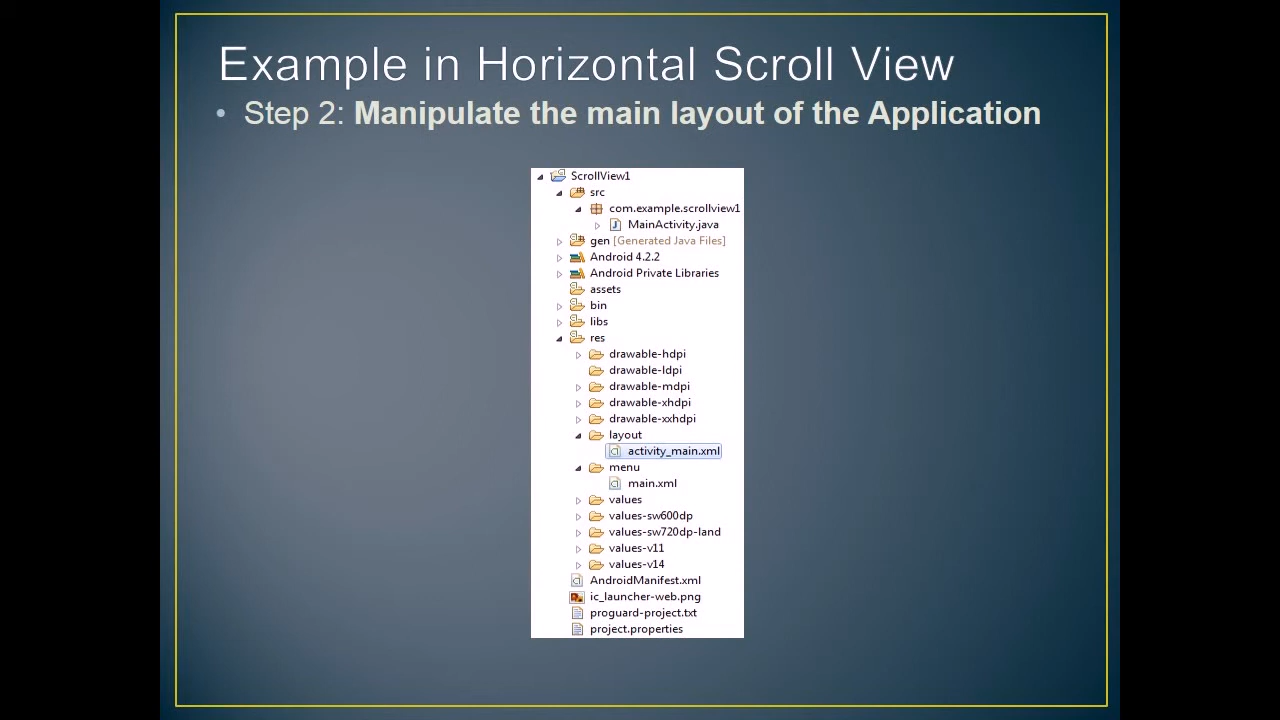 Example in Horizontal Scroll View
• Step 2: Manipulate the main layout of the Application
ScrollView1
src
com.example.scrollview1
MainActivity.java
gen [Generated Java Files]
Android 4.2.2
Android Private Libraries
assets
bin
libs
res
drawable-hdpi
drawable-ldpi
drawable-mdpi
drawable-xhdpi
drawable-xxhdpi
layout
activity_main.xml
menu
main.xml
values
values-sw600dp
values-sw720dp-land
values-v11
values-v14
AndroidManifest.xml
ic_launcher-web.png
proguard-project.txt
project.properties